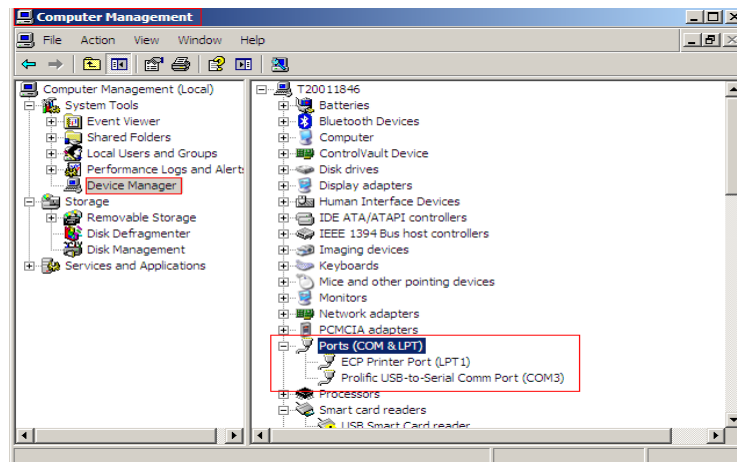 Computer Management
File Action View Window Help
Computer Management (Local)
System Tools
Event Viewer
Shared Folders
Local Users and Groups
Performance Logs and Alert
Device Manager
Storage
Removable Storage
Disk Defragmenter
Disk Management
Services and Applications
T20011846
Batteries
Bluetooth Devices
Computer
ControlVault Device
Disk drives
Display adapters
Human Interface Devices
IDE ATA/ATAPI controllers
IEEE 1394 Bus host controllers
Imaging devices
Keyboards
Mice and other pointing devices
Monitors
Network adapters
PCMCIA adapters
Ports (COM & LPT)
ECP Printer Port (LPT1)
Prolific USB-to-Serial Comm Port (COM3)
Processors
Smart card readers
USB Smart Card reader